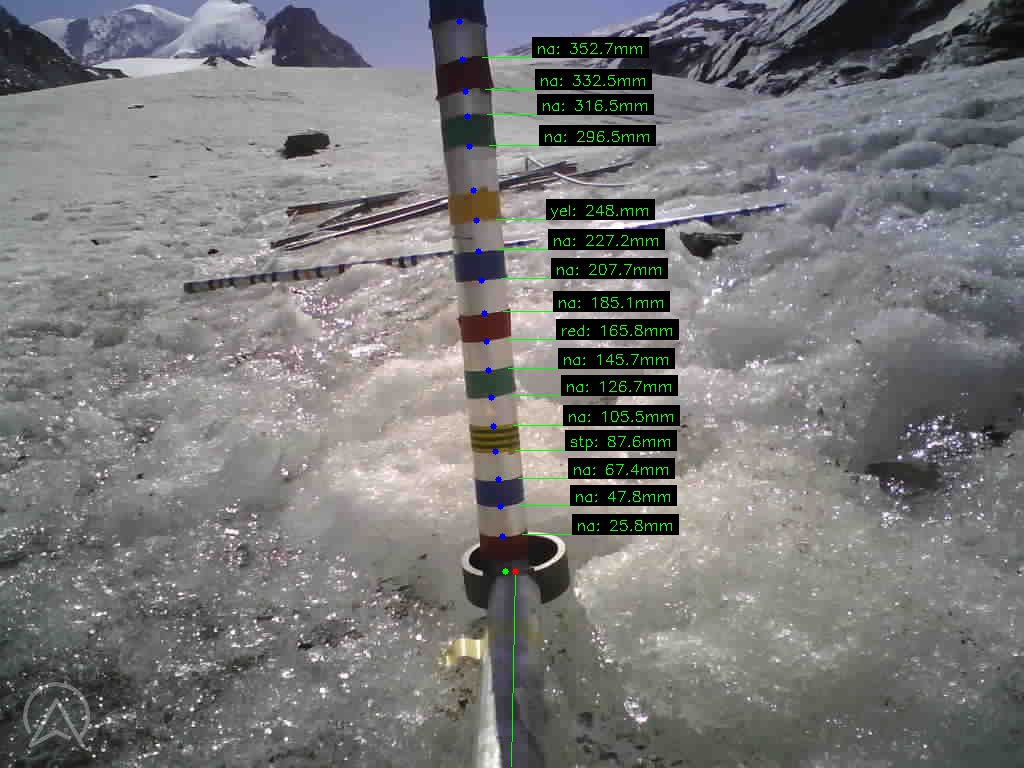 na: 352.7mm
na: 332.5mm
na: 316.5mm
na: 296.5mm
yel: 248.mm
na: 227.2mm
na: 207.7mm
na: 185.1mm
red: 165.8mm
na: 145.7mm
na: 126.7mm
na: 105.5mm
stp: 87.6mm
na: 67.4mm
na: 47.8mm
na: 25.8mm